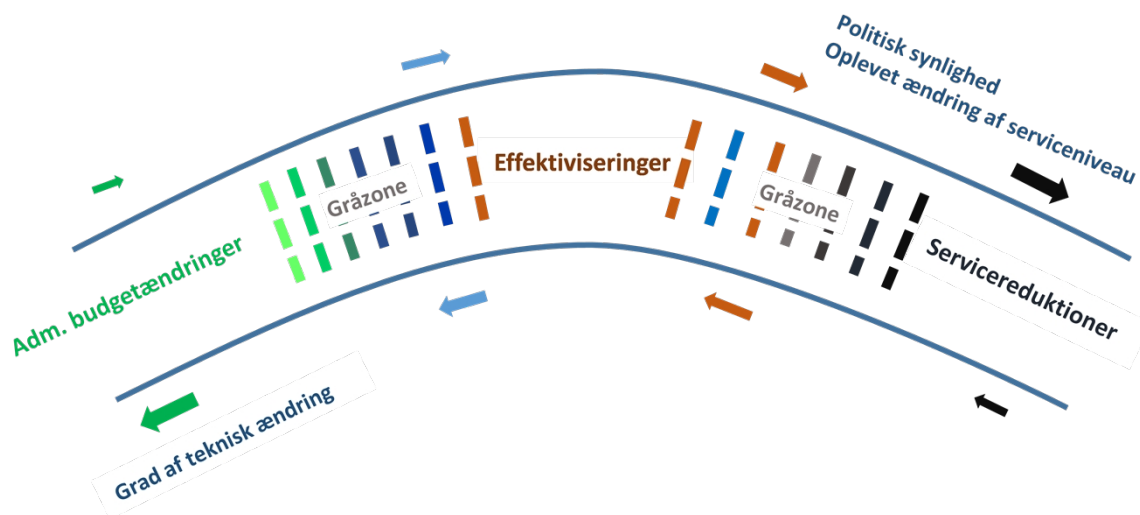 Politisk synlighed
Oplevet ændring af serviceniveau
Adm. budgetændringer
Gråzone
Effektiviseringer
Gråzone
Servicereduktioner
Grad af teknisk ændring